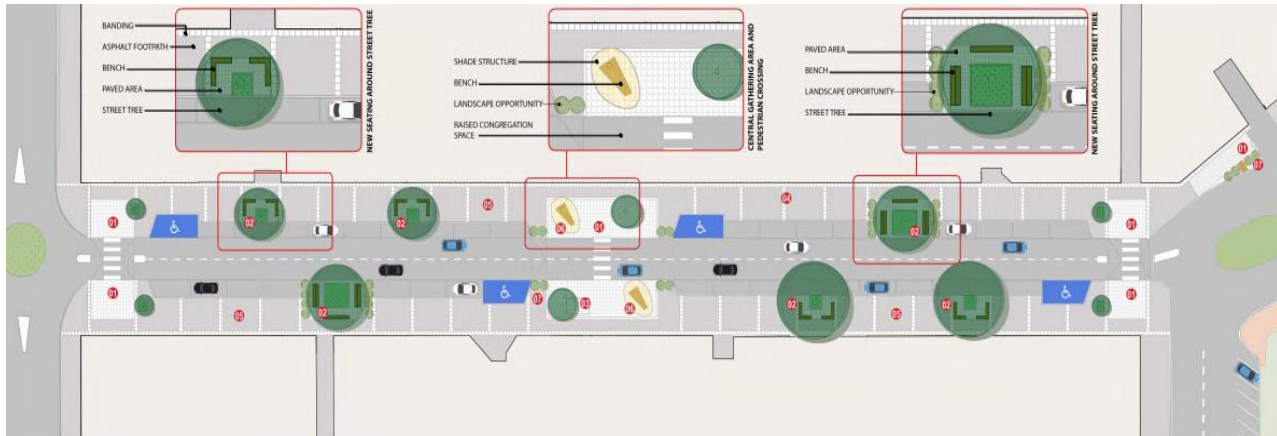 BANDING
ASPHALT FOOTPATH
BENCH
PAVED AREA
STREET TREE
NEW SEATING AROUND STREET TREE
SHADE STRUCTURE
BENCH
LANDSCAPE OPPORTUNITY
RAISED CONGREGATION
SPACE
CENTRAL GATHERING AREA AND
PEDESTRIAN CROSSING
PAVED AREA
BENCH
LANDSCAPE OPPORTUNITY
STREET TREE
NEW SEATING AROUND STREET TREE
01
07
04
05
01
02
02
06
01
02
01
01
02
07
03
06
02
02
01
05
05